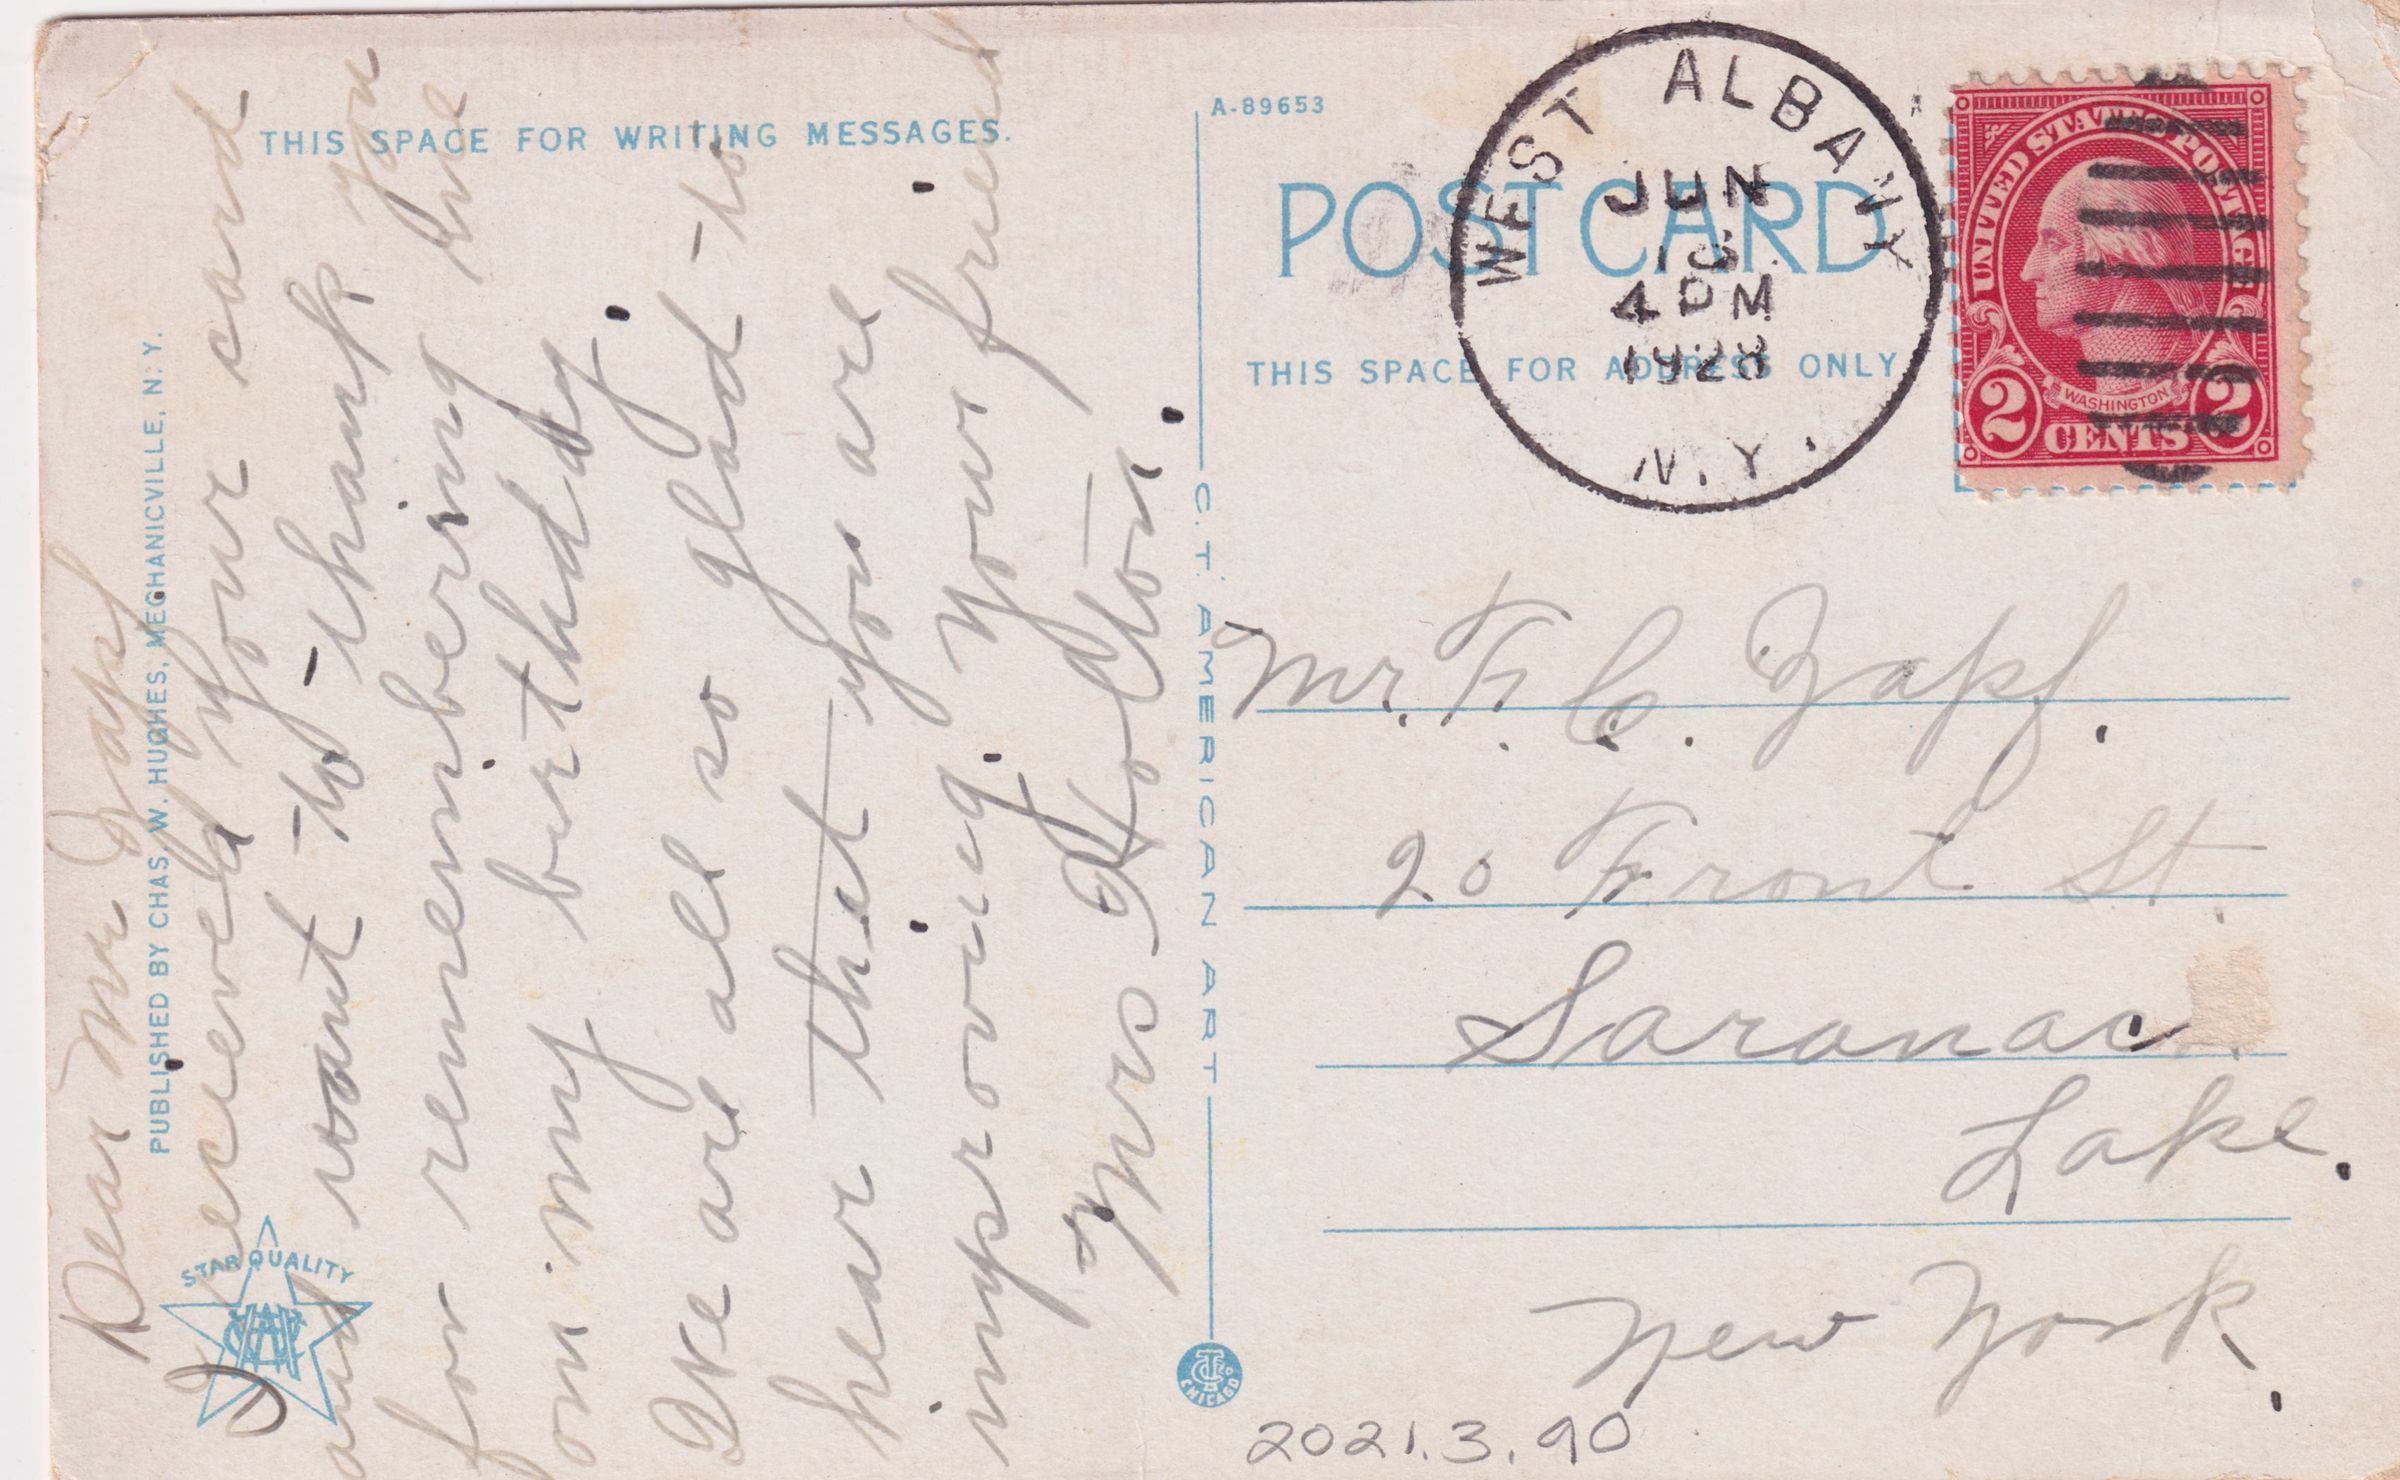 THIS SPACE FOR WRITING MESSAGES.
Dear Mr Zapf
I received your card
and want to thank you
for remembering me
on my birthday.
We are all so glad to
hear that you are
improving. Your friend
Mrs Holton.
PUBLISHED BY CHAS. W. HUGHES, MECHANICVILLE, N. Y.
STAR QUALITY
C. T. AMERICAN ART
CHICAGO
A-89653
POST CARD
THIS SPACE FOR ADDRESS ONLY
WEST ALBANY
JUN
4 PM
1928
N.Y.
UNITED STATES POSTAGE
WASHINGTON
2 CENTS 2
Mr. F. C. Zapf.
20 Front St.
Saranac
Lake.
New York.
2021.3.90